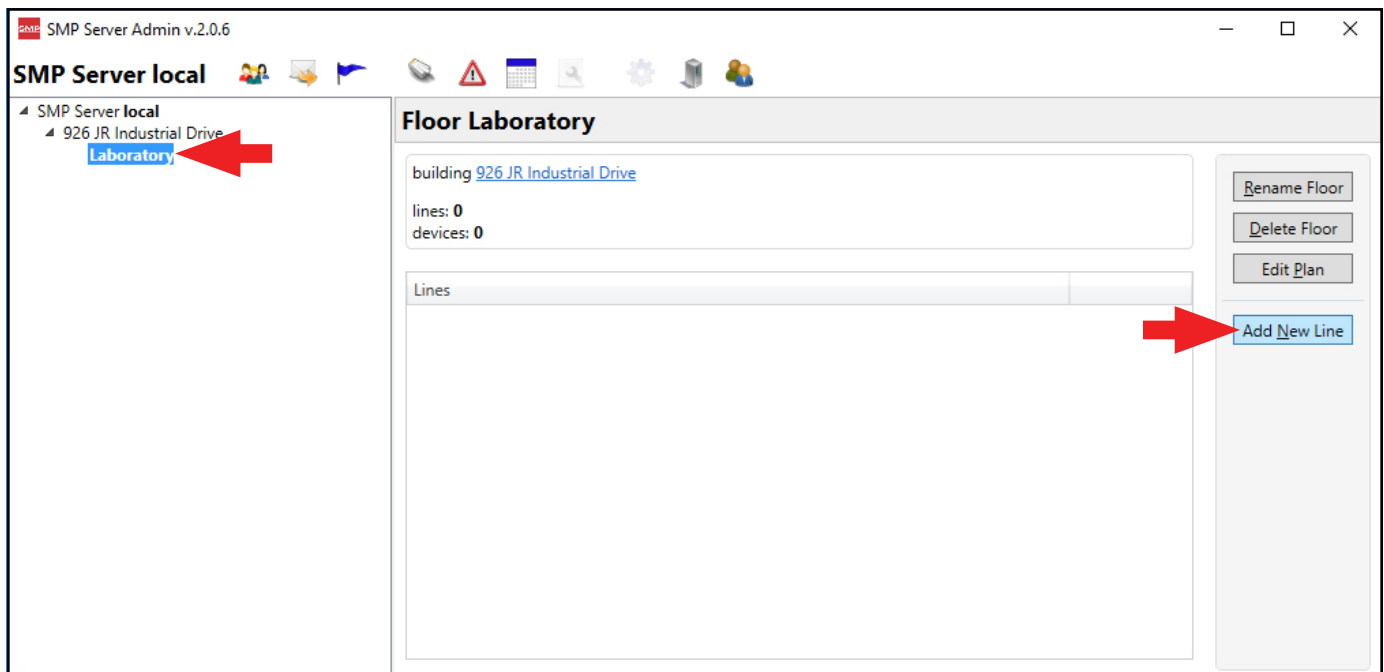 SMP SMP Server Admin v.2.0.6
SMP Server local
SMP Server local
926 JR Industrial Drive
Laboratory
Floor Laboratory
building 926 JR Industrial Drive
lines: 0
devices: 0
Lines
Rename Floor
Delete Floor
Edit Plan
Add New Line